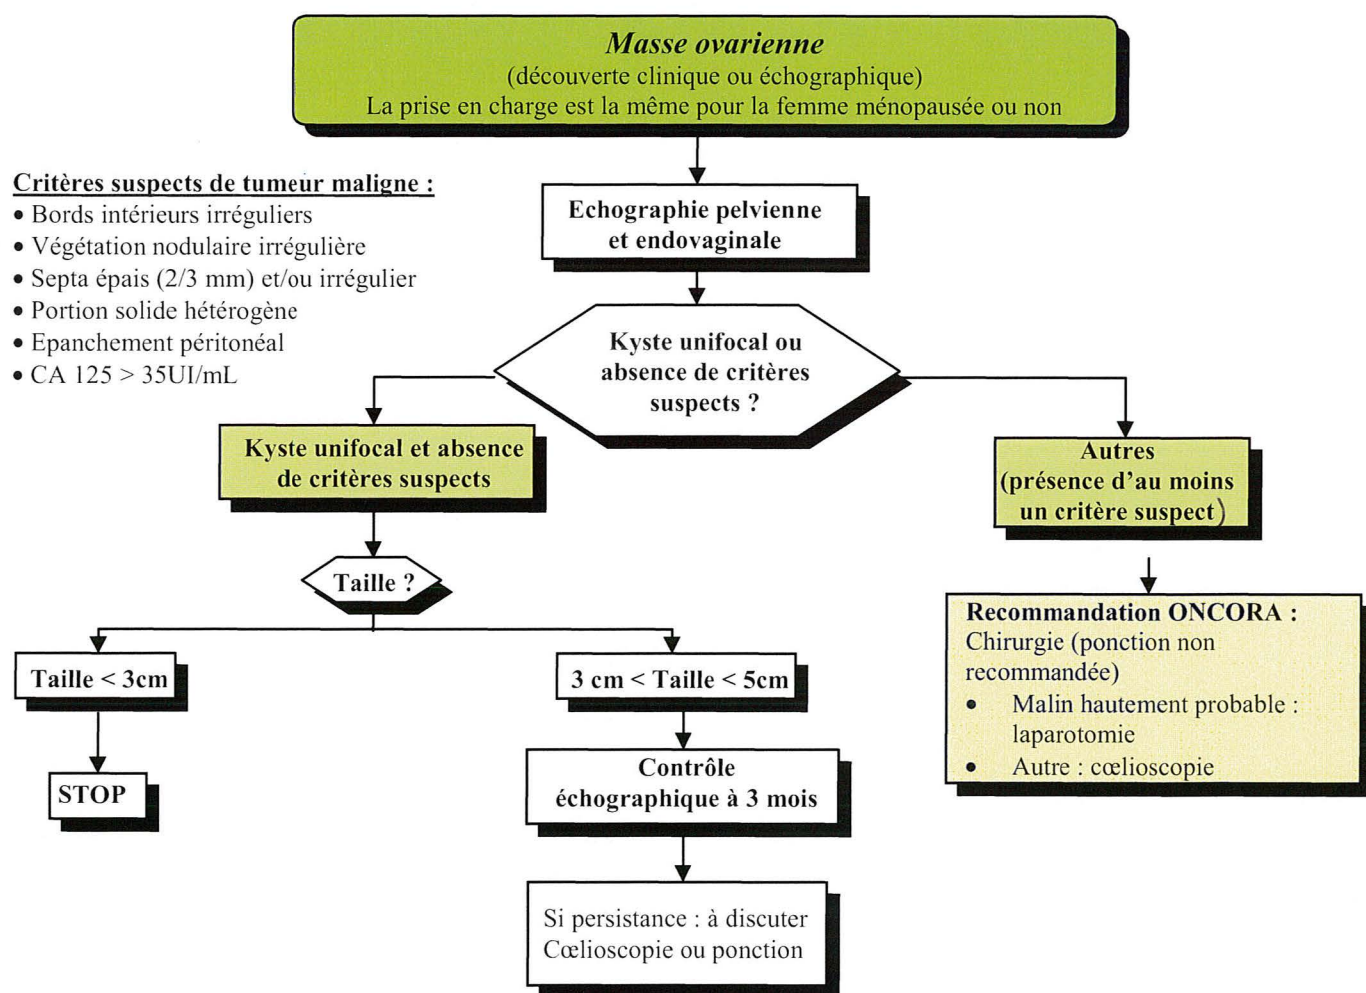 Masse ovarienne
(découverte clinique ou échographique)
La prise en charge est la même pour la femme ménopausée ou non
Critères suspects de tumeur maligne :
• Bords intérieurs irréguliers
• Végétation nodulaire irrégulière
• Septa épais (2/3 mm) et/ou irrégulier
• Portion solide hétérogène
• Epanchement péritonéal
• CA 125 > 35UI/mL
Echographie pelvienne
et endovaginale
Kyste unifocal ou
absence de critères
suspects ?
Kyste unifocal et absence
de critères suspects
Autres
(présence d'au moins
un critère suspect)
Taille ?
Taille < 3cm
3 cm < Taille < 5cm
STOP
Contrôle
échographique à 3 mois
Si persistance : à discuter
Cœlioscopie ou ponction
Recommandation ONCORA :
Chirurgie (ponction non
recommandée)
• Malin hautement probable :
laparotomie
• Autre : cœlioscopie